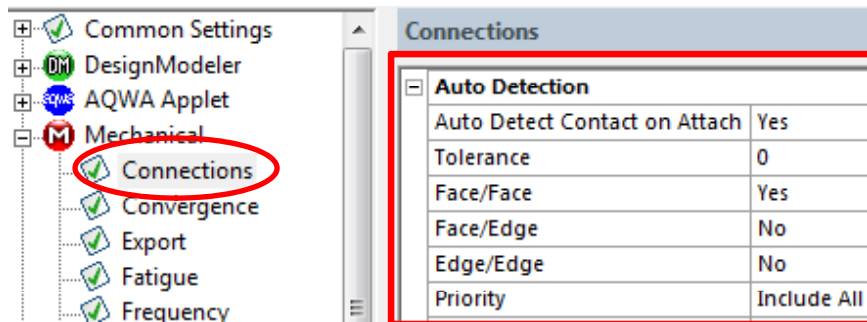 Common Settings
DM DesignModeler
AQWA AQWA Applet
M Mechanical
Connections
Convergence
Export
Fatigue
Frequency
Connections
Auto Detection
Auto Detect Contact on Attach Yes
Tolerance 0
Face/Face Yes
Face/Edge No
Edge/Edge No
Priority Include All